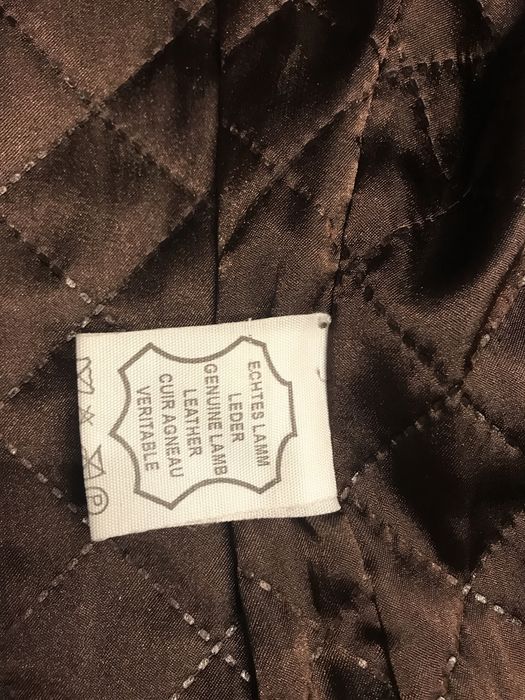 ECHTES LAMM
LEDER
GENUINE LAMB
LEATHER
CUIR AGNEAU
VERITABLE
P